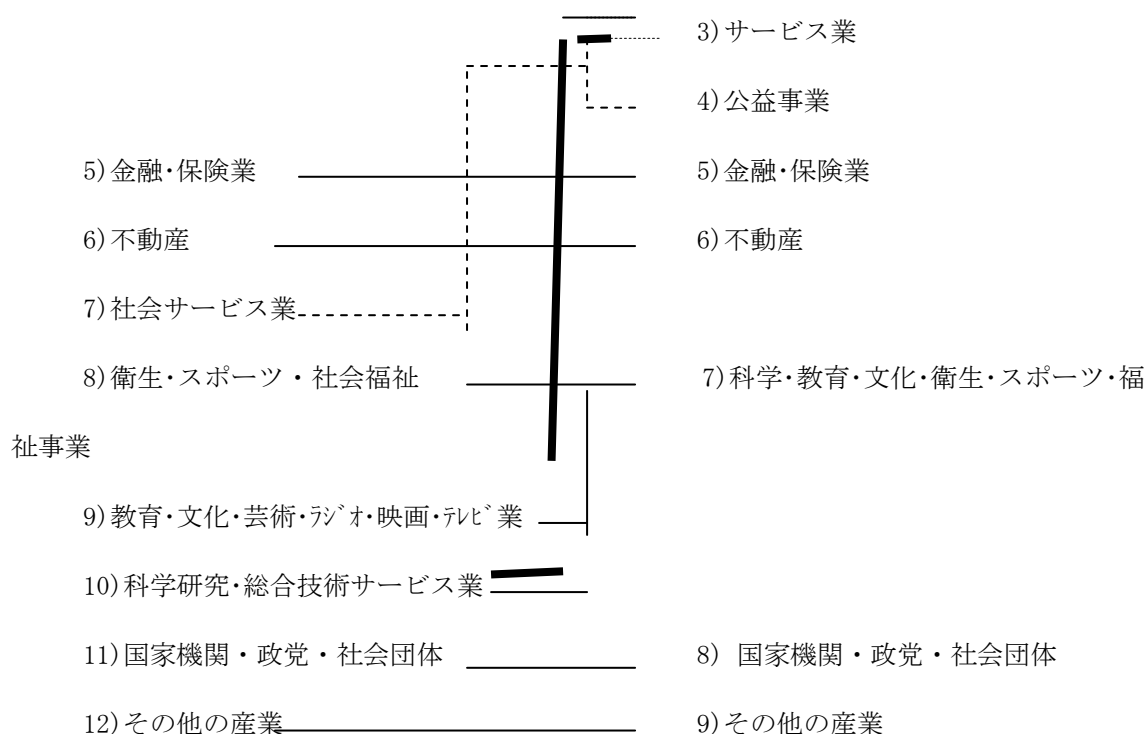 3)サービス業
4)公益事業
5)金融・保険業 5)金融・保険業
6)不動産 6)不動産
7)社会サービス業
8)衛生・スポーツ・社会福祉 7)科学・教育・文化・衛生・スポーツ・福
祉事業
9)教育・文化・芸術・ﾗｼﾞｵ・映画・ﾃﾚﾋﾞ業
10)科学研究・総合技術サービス業
11)国家機関・政党・社会団体 8) 国家機関・政党・社会団体
12)その他の産業 9)その他の産業